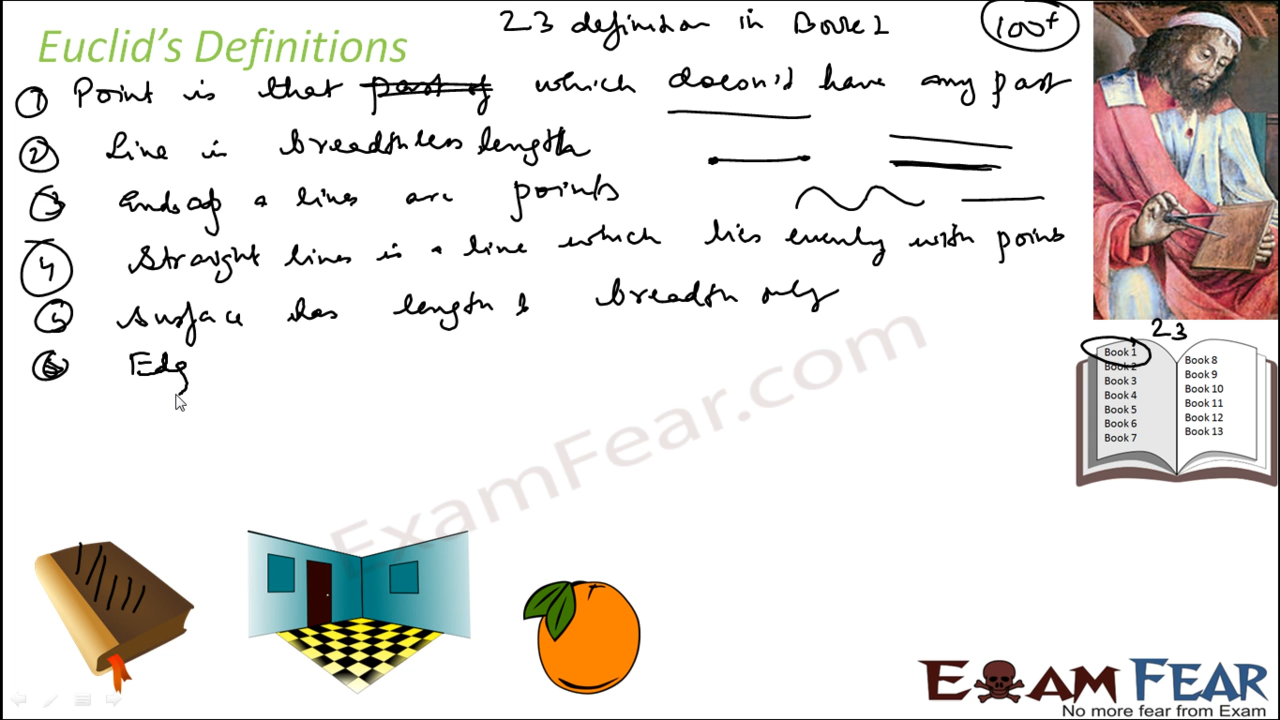 Euclid's Definitions
23 definition in Book 1
100+
① Point is that part of which doesn't have any part
② Line is breadthless length
③ Ends of a lines are points
④ Straight lines is a line which lies evenly with point
⑤ Surface has length & breadth only
⑥ Edg
23
Book 1
Book 2
Book 3
Book 4
Book 5
Book 6
Book 7
Book 8
Book 9
Book 10
Book 11
Book 12
Book 13
ExamFear.com
EXAM FEAR
No more fear from Exam